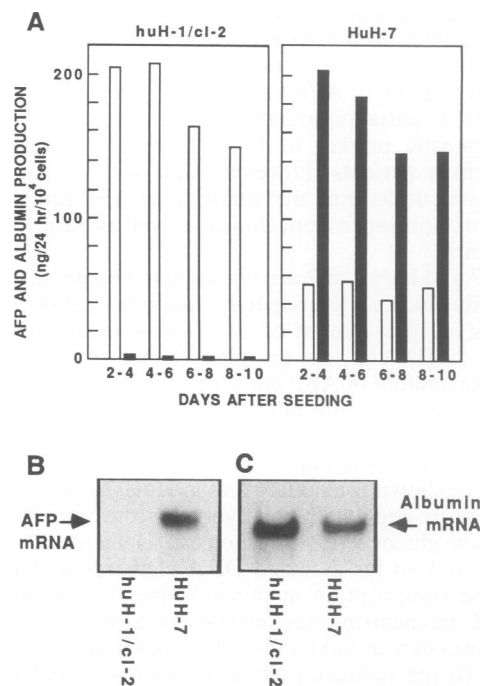 A
huH-1/cl-2
HuH-7
AFP AND ALBUMIN PRODUCTION
(ng/24 hr/10⁴ cells)
200
100
0
2-4 4-6 6-8 8-10
2-4 4-6 6-8 8-10
DAYS AFTER SEEDING
B
C
AFP
mRNA
Albumin
mRNA
huH-1/cl-2
HuH-7
huH-1/cl-2
HuH-7